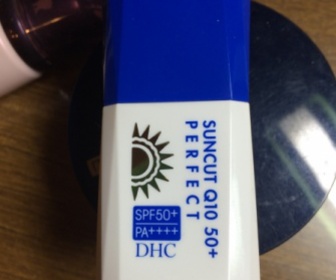 SUNCUT Q10 50+
PERFECT
SPF50+
PA++++
DHC